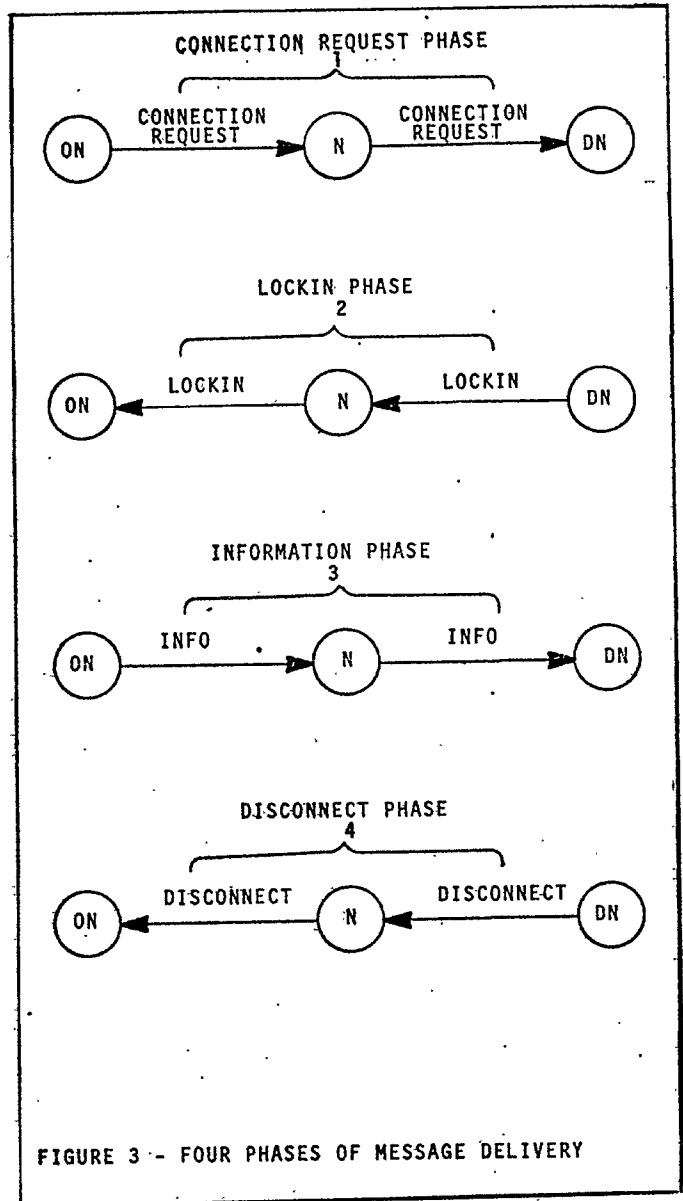 CONNECTION REQUEST PHASE
1
CONNECTION
REQUEST
CONNECTION
REQUEST
ON
N
DN
LOCKIN PHASE
2
LOCKIN
LOCKIN
ON
N
DN
INFORMATION PHASE
3
INFO
INFO
ON
N
DN
DISCONNECT PHASE
4
DISCONNECT
DISCONNECT
ON
N
DN
FIGURE 3 - FOUR PHASES OF MESSAGE DELIVERY